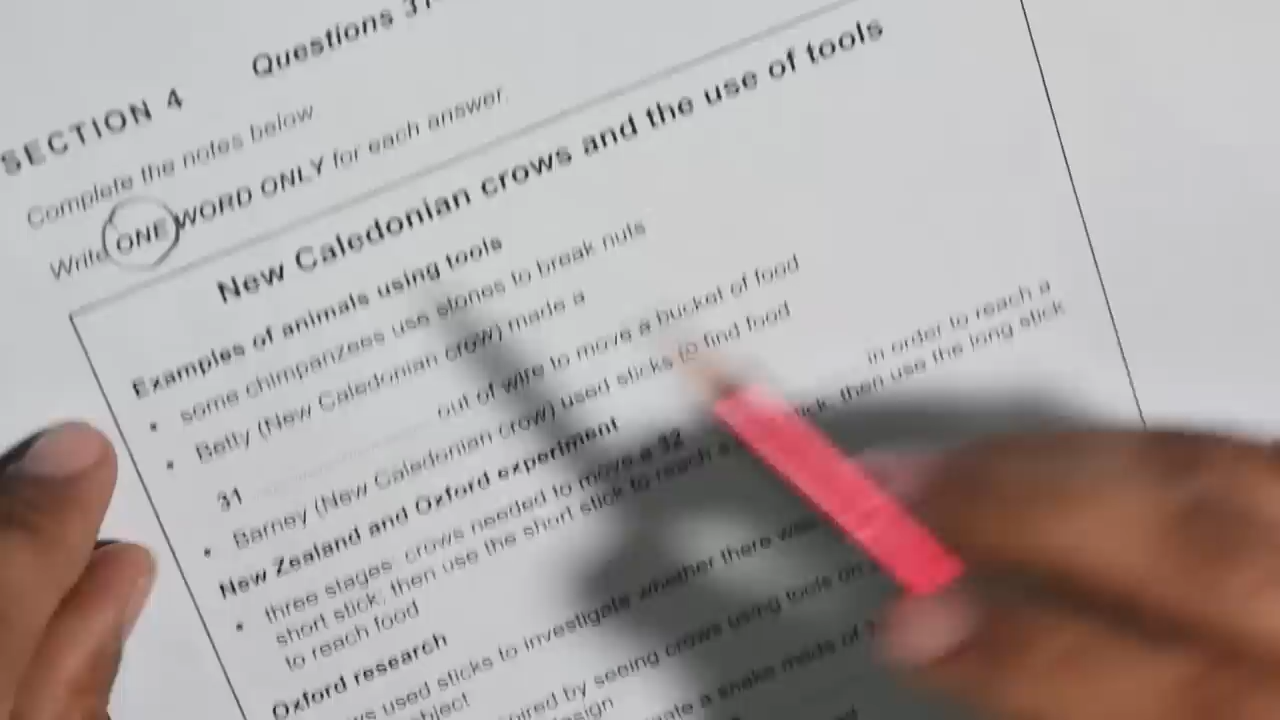 Questions 31
SECTION 4
Complete the notes below.
Write ONE WORD ONLY for each answer.
New Caledonian crows and the use of tools
Examples of animals using tools
• some chimpanzees use stones to break nuts
• Betty (New Caledonian crow) made a
31 out of wire to move a bucket of food
• Barney (New Caledonian crow) used sticks to find food
New Zealand and Oxford experiment
• three stages: crows needed to move a 32 in order to reach a
short stick; then use the short stick to reach stick; then use the long stick
to reach food
Oxford research
used sticks to investigate whether there was
object
by seeing crows using tools on
design
a snake made of